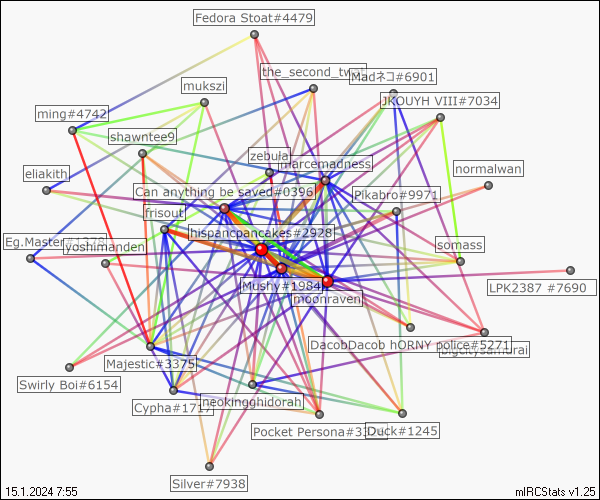 Fedora Stoat#4479
the_second_twat
Madネコ#6901
mukszi
JKOUYH VIII#7034
ming#4742
shawntee9
zebuia
marcemadness
eliakith
normalwan
Can anything be saved#0396
Pikabro#9971
frisout
hispancpancakes#2928
Eg.Master
yoshimanden
somass
Mushy#1984
LPK2387 #7690
moonraven
DacobDacob hORNY police#5271
bigcitysamurai
Majestic#3375
Swirly Boi#6154
Cypha#1717
neokingghidorah
Pocket Persona#33
Duck#1245
Silver#7938
15.1.2024 7:55
mIRCStats v1.25